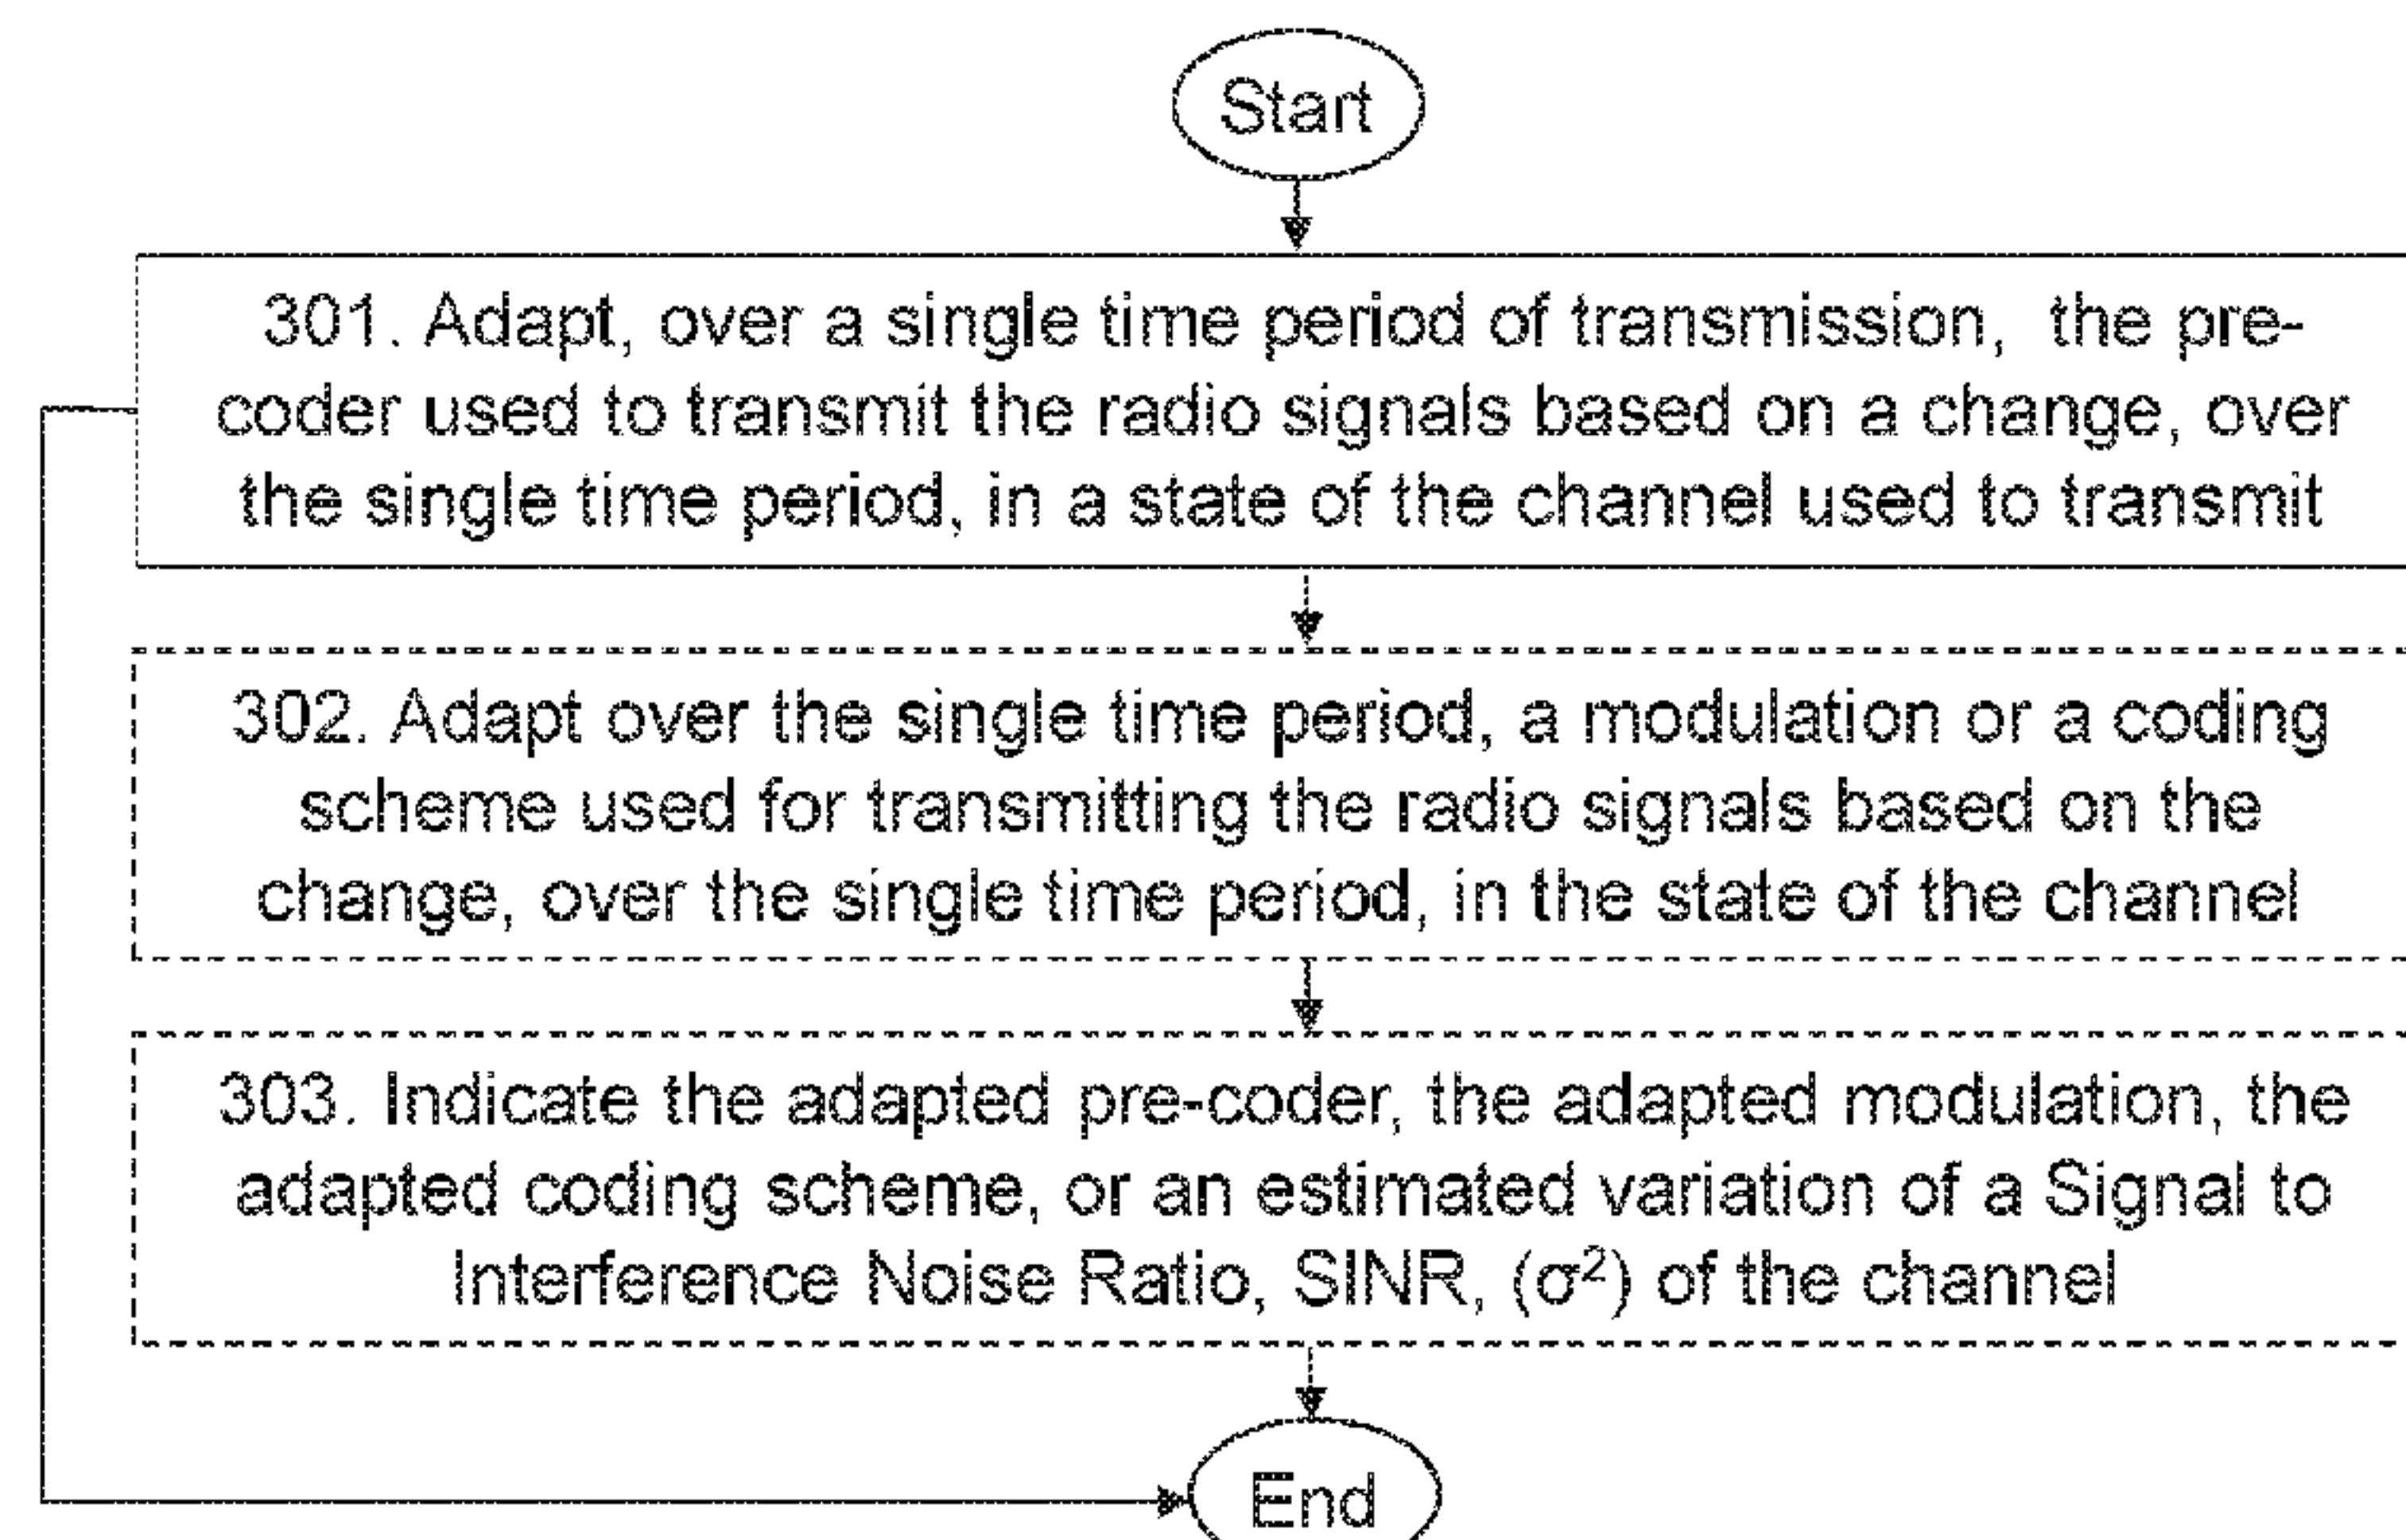 Start
301. Adapt, over a single time period of transmission, the pre-
coder used to transmit the radio signals based on a change, over
the single time period, in a state of the channel used to transmit
302. Adapt over the single time period, a modulation or a coding
scheme used for transmitting the radio signals based on the
change, over the single time period, in the state of the channel
303. Indicate the adapted pre-coder, the adapted modulation, the
adapted coding scheme, or an estimated variation of a Signal to
Interference Noise Ratio, SINR, (σ²) of the channel
End